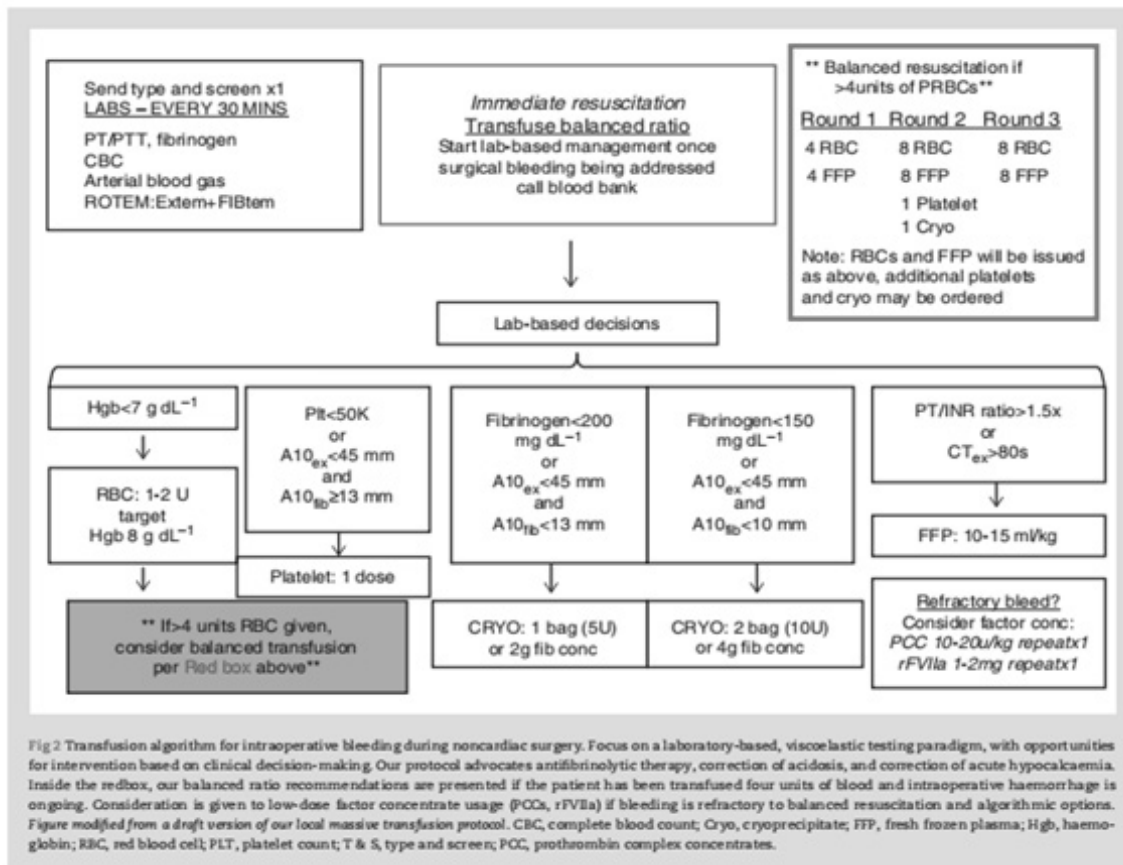 Send type and screen x1
LABS – EVERY 30 MINS
PT/PTT, fibrinogen
CBC
Arterial blood gas
ROTEM:Extem+FIBtem
Immediate resuscitation
Transfuse balanced ratio
Start lab-based management once
surgical bleeding being addressed
call blood bank
** Balanced resuscitation if
>4units of PRBCs**
Round 1 Round 2 Round 3
4 RBC 8 RBC 8 RBC
4 FFP 8 FFP 8 FFP
1 Platelet
1 Cryo
Note: RBCs and FFP will be issued
as above, additional platelets
and cryo may be ordered
Lab-based decisions
Hgb<7 g dL⁻¹
RBC: 1-2 U
target
Hgb 8 g dL⁻¹
Plt<50K
or
A10ex<45 mm
and
A10fib≥13 mm
Platelet: 1 dose
** If>4 units RBC given,
consider balanced transfusion
per Red box above**
Fibrinogen<200
mg dL⁻¹
or
A10ex<45 mm
and
A10fib<13 mm
CRYO: 1 bag (5U)
or 2g fib conc
Fibrinogen<150
mg dL⁻¹
or
A10ex<45 mm
and
A10fib<10 mm
CRYO: 2 bag (10U)
or 4g fib conc
PT/INR ratio>1.5x
or
CTex>80s
FFP: 10-15 ml/kg
Refractory bleed?
Consider factor conc:
PCC 10-20u/kg repeatx1
rFVIIa 1-2mg repeatx1
Fig 2 Transfusion algorithm for intraoperative bleeding during noncardiac surgery. Focus on a laboratory-based, viscoelastic testing paradigm, with opportunities
for intervention based on clinical decision-making. Our protocol advocates antifibrinolytic therapy, correction of acidosis, and correction of acute hypocalcaemia.
Inside the redbox, our balanced ratio recommendations are presented if the patient has been transfused four units of blood and intraoperative haemorrhage is
ongoing. Consideration is given to low-dose factor concentrate usage (PCCs, rFVIIa) if bleeding is refractory to balanced resuscitation and algorithmic options.
Figure modified from a draft version of our local massive transfusion protocol. CBC, complete blood count; Cryo, cryoprecipitate; FFP, fresh frozen plasma; Hgb, haemo-
globin; RBC, red blood cell; PLT, platelet count; T & S, type and screen; PCC, prothrombin complex concentrates.